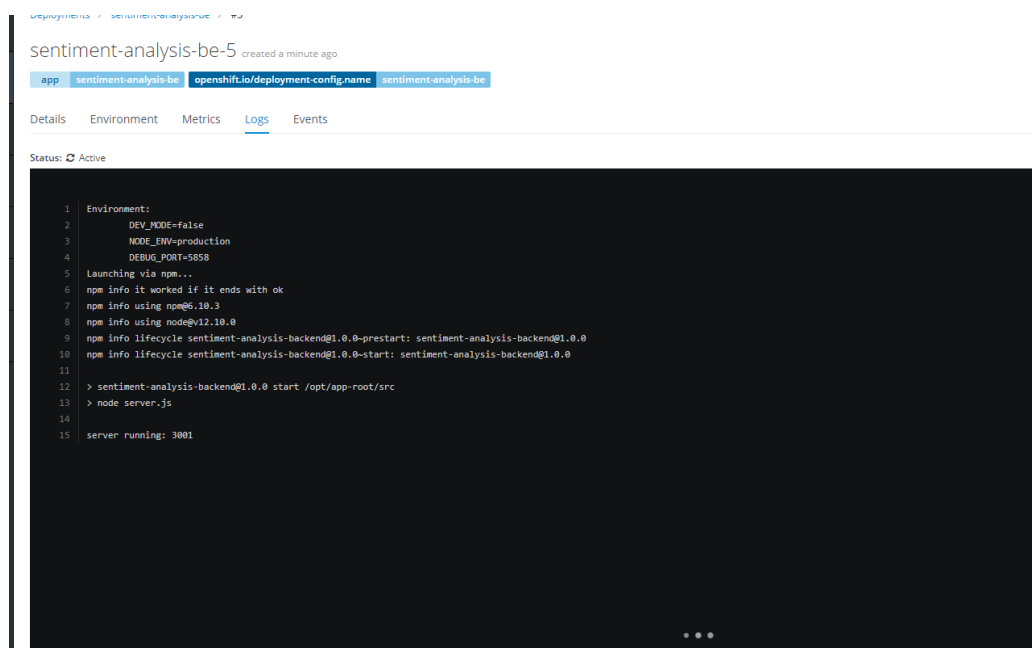 Deployments / sentiment-analysis-be / #5
sentiment-analysis-be-5 created a minute ago
app sentiment-analysis-be openshift.io/deployment-config.name sentiment-analysis-be
Details Environment Metrics Logs Events
Status: Active
1 Environment:
2 DEV_MODE=false
3 NODE_ENV=production
4 DEBUG_PORT=5858
5 Launching via npm...
6 npm info it worked if it ends with ok
7 npm info using npm@6.10.3
8 npm info using node@v12.10.0
9 npm info lifecycle sentiment-analysis-backend@1.0.0~prestart: sentiment-analysis-backend@1.0.0
10 npm info lifecycle sentiment-analysis-backend@1.0.0~start: sentiment-analysis-backend@1.0.0
11
12 > sentiment-analysis-backend@1.0.0 start /opt/app-root/src
13 > node server.js
14
15 server running: 3001